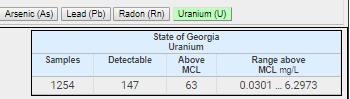 Arsenic (As) Lead (Pb) Radon (Rn) Uranium (U)
State of Georgia
Uranium
Samples Detectable Above MCL Range above MCL mg/L
1254 147 63 0.0301 ... 6.2973